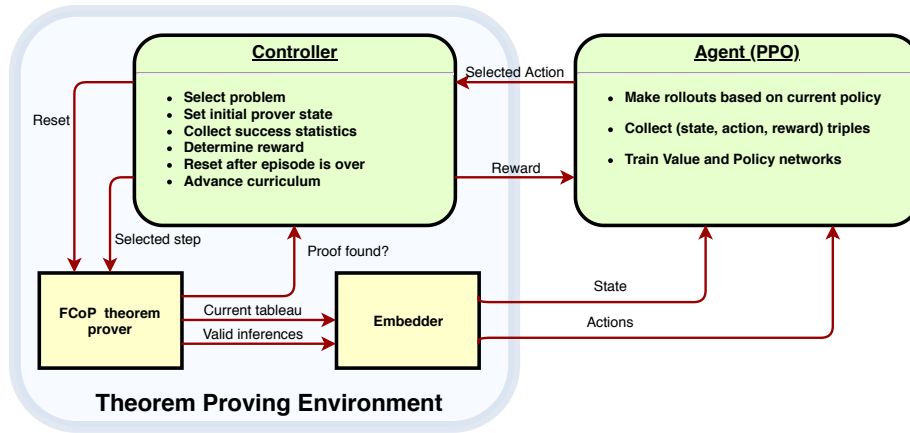 Controller
Select problem
Set initial prover state
Collect success statistics
Determine reward
Reset after episode is over
Advance curriculum
Agent (PPO)
Make rollouts based on current policy
Collect (state, action, reward) triples
Train Value and Policy networks
Selected Action
Reward
Reset
Selected step
Proof found?
FCoP theorem
prover
Current tableau
Valid inferences
Embedder
State
Actions
Theorem Proving Environment